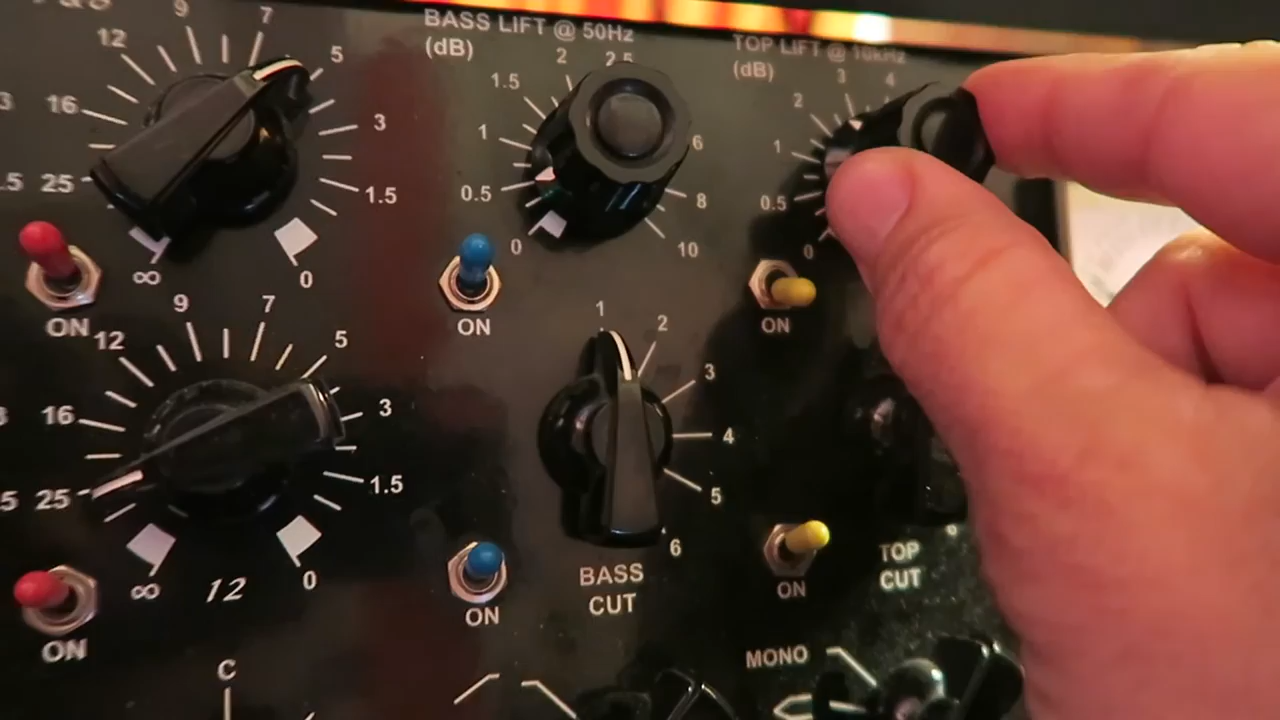 BASS LIFT @ 50Hz
(dB)
TOP LIFT @ 10kHz
(dB)
12 9 7 5
3 16 3
.5 25 1.5
∞ 0
ON
2 2.5
1.5
1 6
0.5 8
0 10
ON
3 4
2
1
0.5
0
ON
12 9 7 5
16 3
5 25 1.5
∞ 12 0
ON
1 2
3
4
5
6
BASS
CUT
ON
ON
TOP
CUT
C
MONO